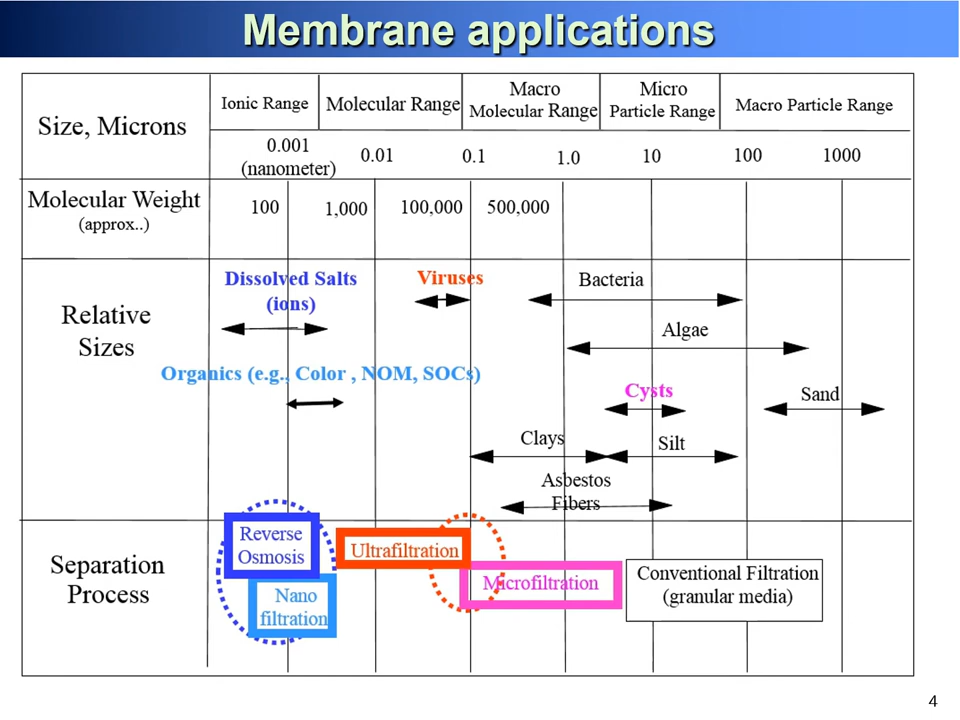 Membrane applications
Size, Microns
Ionic Range
Molecular Range
Macro
Molecular Range
Micro
Particle Range
Macro Particle Range
0.001
(nanometer)
0.01
0.1
1.0
10
100
1000
Molecular Weight
(approx..)
100
1,000
100,000
500,000
Relative
Sizes
Dissolved Salts
(ions)
Viruses
Bacteria
Algae
Organics (e.g., Color , NOM, SOCs)
Cysts
Sand
Clays
Silt
Asbestos
Fibers
Separation
Process
Reverse
Osmosis
Nano
filtration
Ultrafiltration
Microfiltration
Conventional Filtration
(granular media)
4